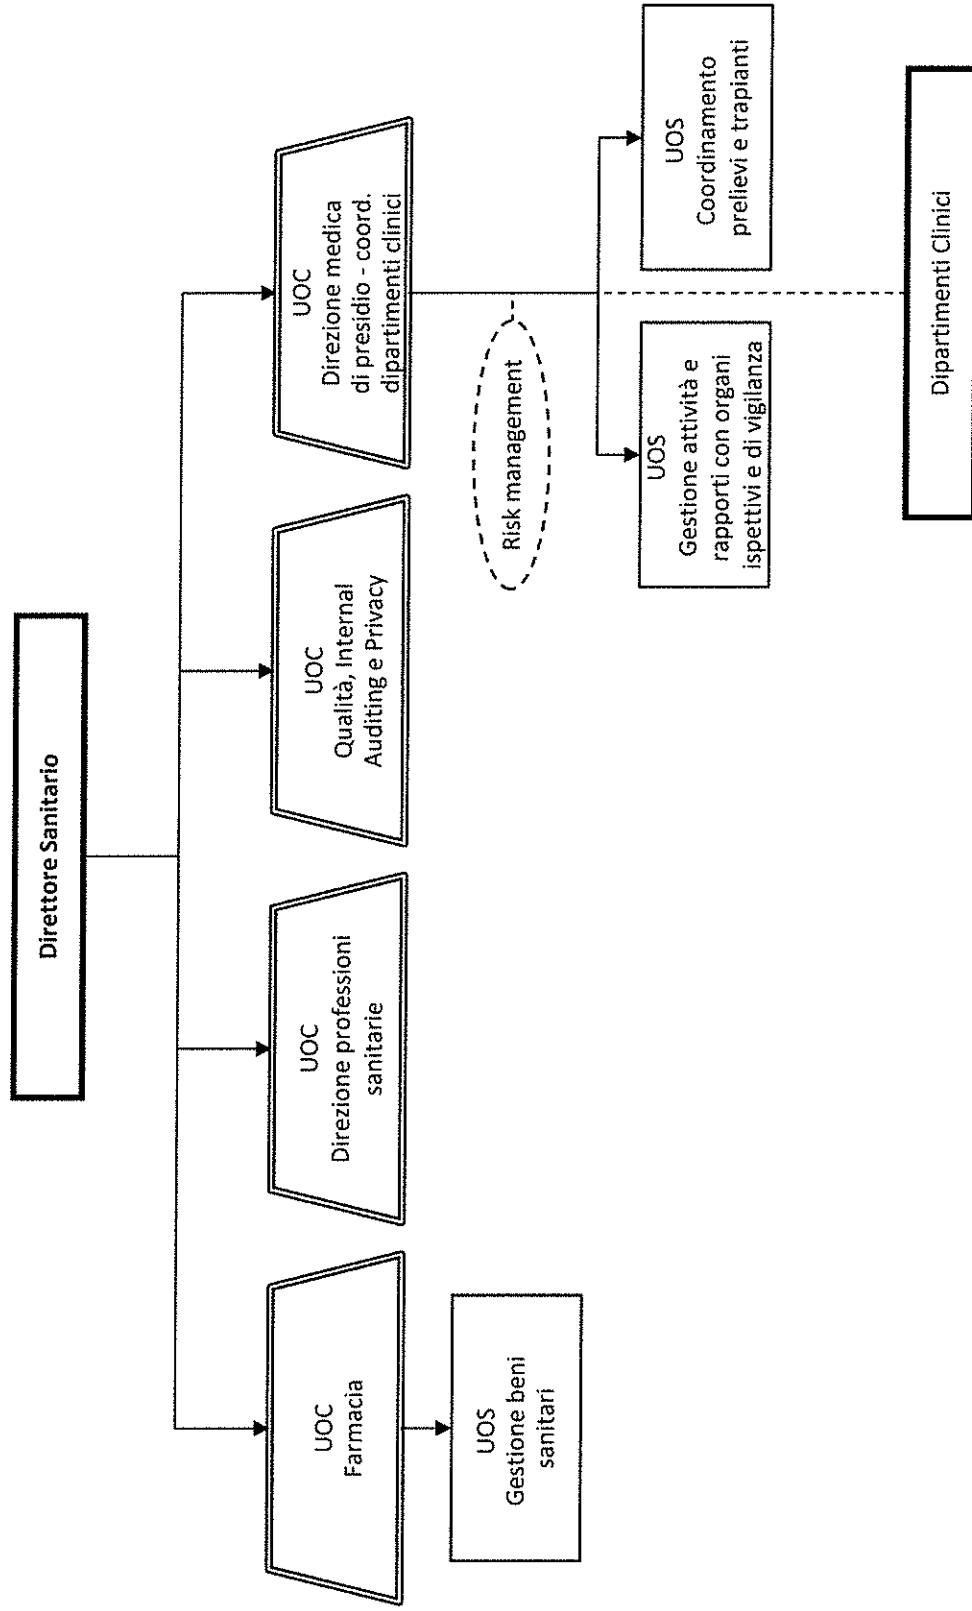 Direttore Sanitario
UOC
Farmacia
UOC
Direzione professioni
sanitarie
UOC
Qualità, Internal
Auditing e Privacy
UOC
Direzione medica
di presidio - coord.
dipartimenti clinici
Risk management
UOS
Gestione beni
sanitari
UOS
Gestione attività e
rapporti con organi
ispettivi e di vigilanza
UOS
Coordinamento
prelievi e trapianti
Dipartimenti Clinici